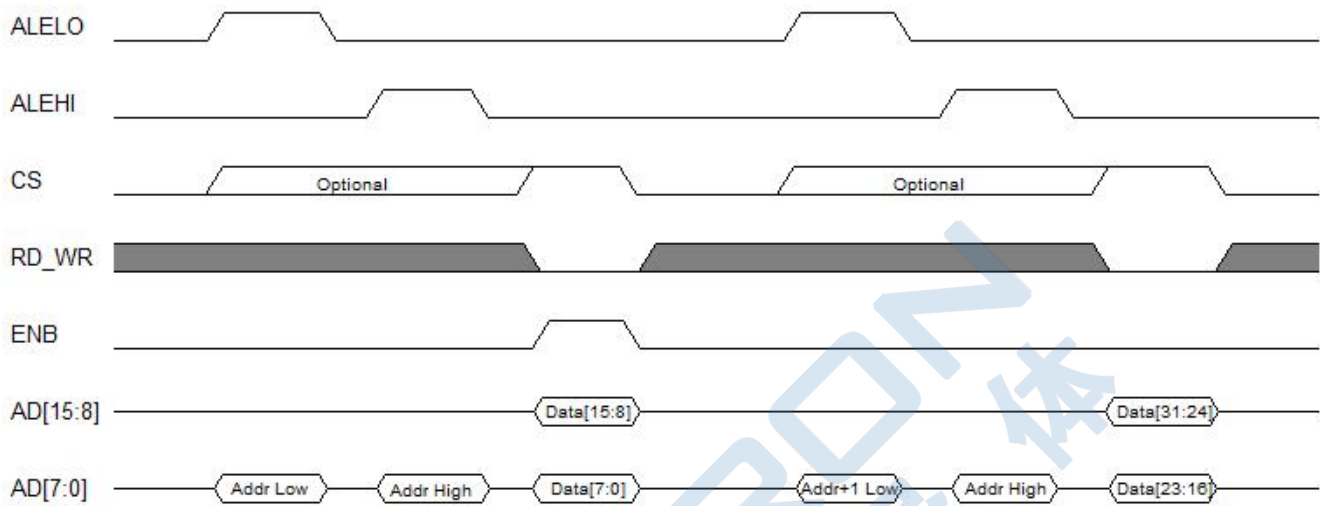 ALELO
ALEHI
CS Optional Optional
RD_WR
ENB
AD[15:8] Data[15:8] Data[31:24]
AD[7:0] Addr Low Addr High Data[7:0] Addr+1 Low Addr High Data[23:16]
体